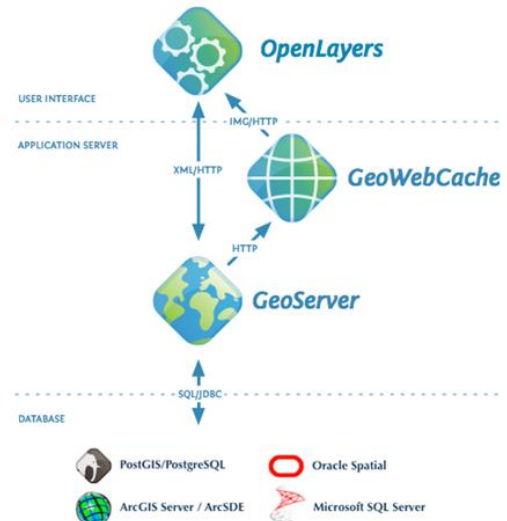 OpenLayers
USER INTERFACE
IMG/HTTP
APPLICATION SERVER
XML/HTTP
GeoWebCache
HTTP
GeoServer
SQL/JDBC
DATABASE
PostGIS/PostgreSQL
Oracle Spatial
ArcGIS Server / ArcSDE
Microsoft SQL Server